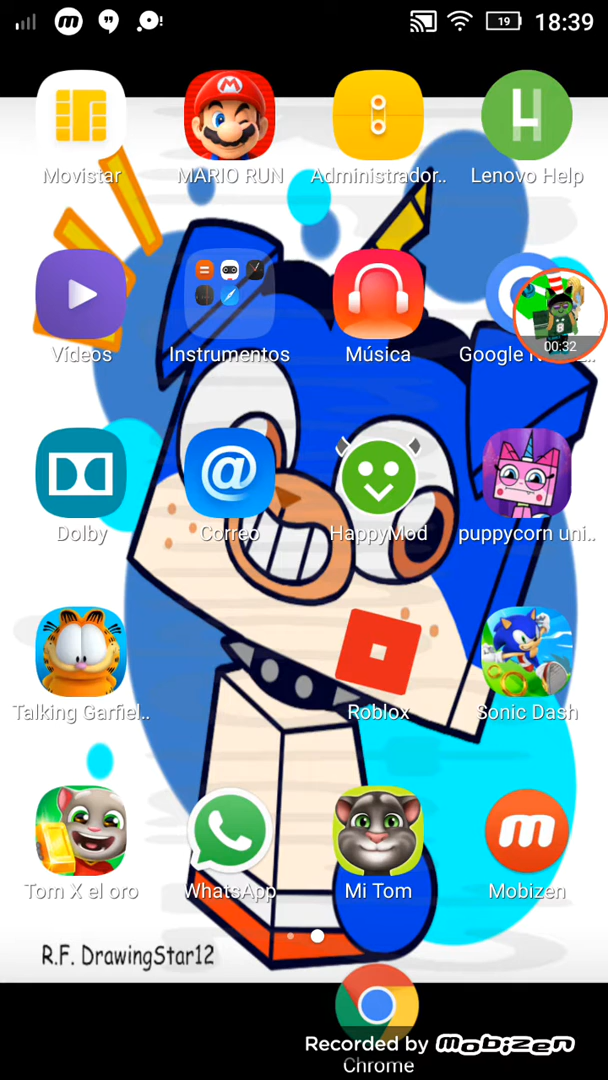 19 18:39
Movistar MARIO RUN Administrador.. Lenovo Help
00:32
Vídeos Instrumentos Música Google
Dolby Correo HappyMod puppycorn uni..
Talking Garfiel.. Roblox Sonic Dash
Tom X el oro WhatsApp Mi Tom Mobizen
R.F. DrawingStar12
Recorded by mobizen
Chrome